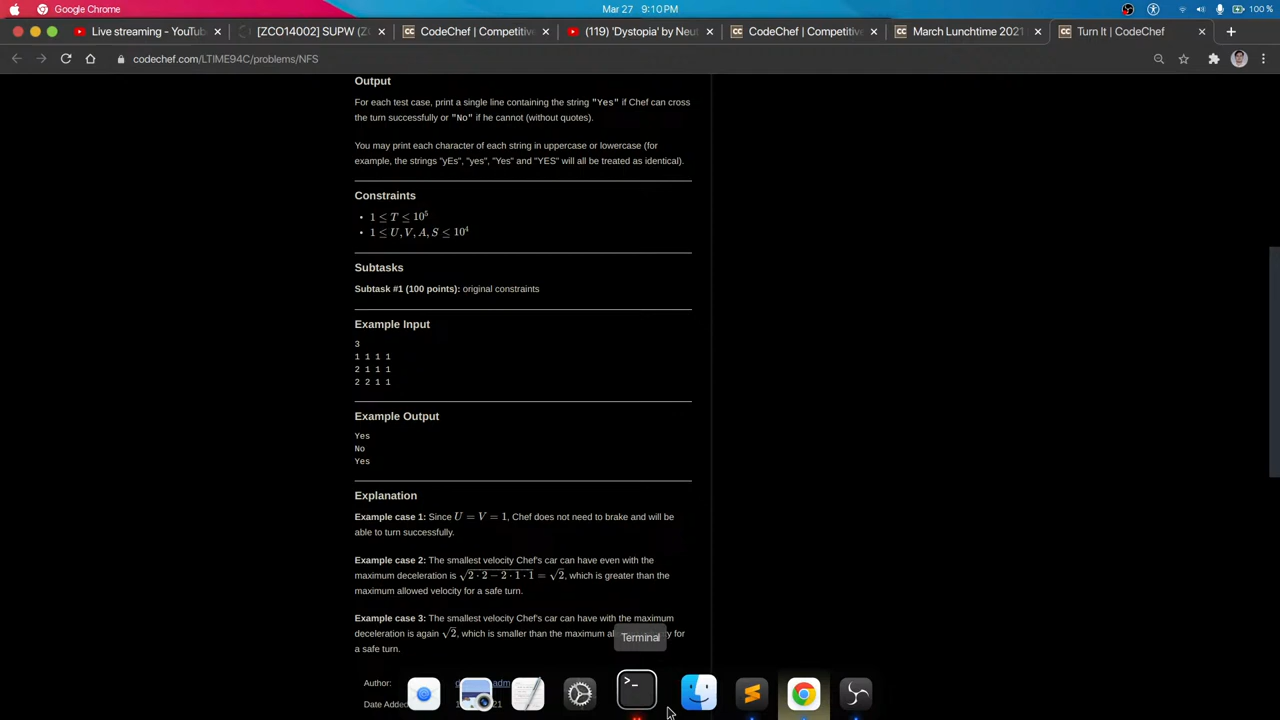 Google Chrome
Mar 27 9:10 PM
100 %
Live streaming - YouTub
[ZCO14002] SUPW (Z
CodeChef | Competitive
(119) 'Dystopia' by Neut
CodeChef | Competitive
March Lunchtime 2021
Turn It | CodeChef
codechef.com/LTIME94C/problems/NFS
Output
For each test case, print a single line containing the string "Yes" if Chef can cross
the turn successfully or "No" if he cannot (without quotes).
You may print each character of each string in uppercase or lowercase (for
example, the strings "yEs", "yes", "Yes" and "YES" will all be treated as identical).
Constraints
• 1 ≤ T ≤ 10⁵
• 1 ≤ U, V, A, S ≤ 10⁴
Subtasks
Subtask #1 (100 points): original constraints
Example Input
3
1 1 1 1
2 1 1 1
2 2 1 1
Example Output
Yes
No
Yes
Explanation
Example case 1: Since U = V = 1, Chef does not need to brake and will be
able to turn successfully.
Example case 2: The smallest velocity Chef's car can have even with the
maximum deceleration is √2 · 2 − 2 · 1 · 1 = √2, which is greater than the
maximum allowed velocity for a safe turn.
Example case 3: The smallest velocity Chef's car can have with the maximum
deceleration is again √2, which is smaller than the maximum al for
a safe turn.
Terminal
Author:
Date Added